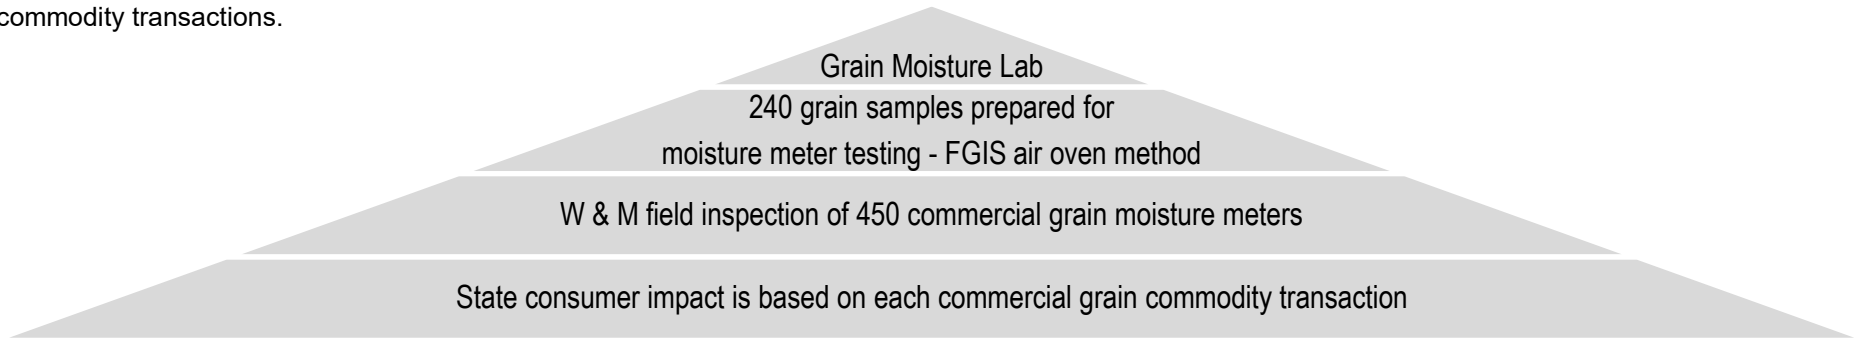 commodity transactions.
Grain Moisture Lab
240 grain samples prepared for
moisture meter testing - FGIS air oven method
W & M field inspection of 450 commercial grain moisture meters
State consumer impact is based on each commercial grain commodity transaction